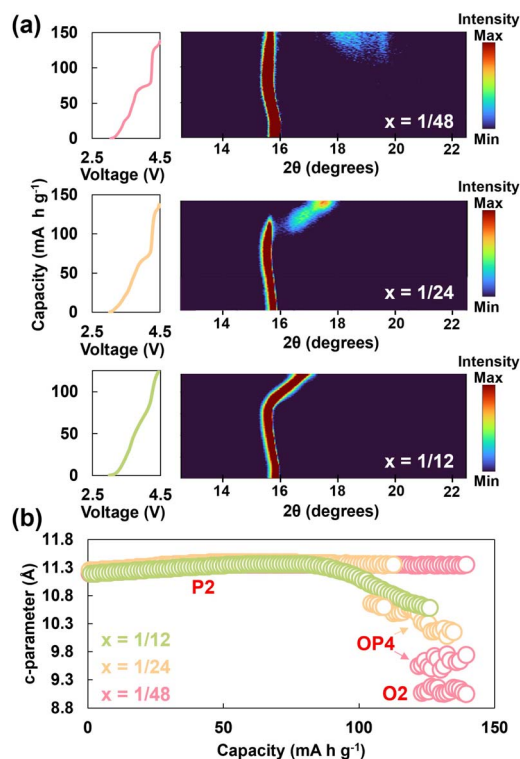 (a)
Intensity
Max
150
100
50
0
x = 1/48
Min
2.5 4.5
Voltage (V)
14 16 18 20 22
2θ (degrees)
Capacity (mA h g⁻¹)
Intensity
Max
150
100
50
0
x = 1/24
Min
2.5 4.5
Voltage (V)
14 16 18 20 22
2θ (degrees)
Intensity
Max
100
50
0
x = 1/12
Min
2.5 4.5
Voltage (V)
14 16 18 20 22
2θ (degrees)
(b)
c-parameter (Å)
11.8
11.3
10.8
10.3
9.8
9.3
8.8
P2
x = 1/12
x = 1/24
x = 1/48
OP4
O2
0 50 100 150
Capacity (mA h g⁻¹)